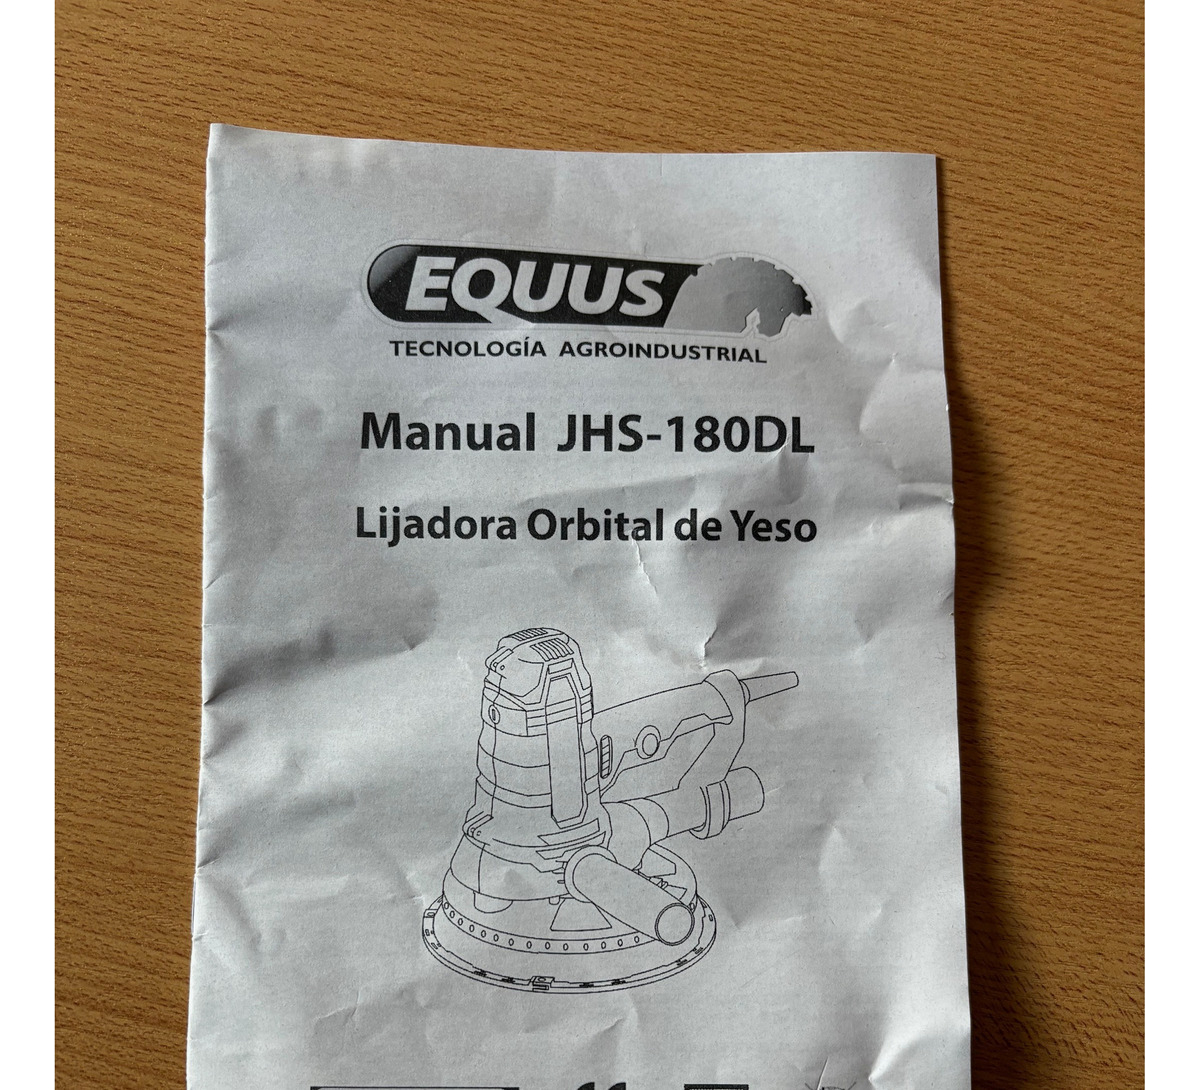 EQUUS
TECNOLOGÍA AGROINDUSTRIAL
Manual JHS-180DL
Lijadora Orbital de Yeso